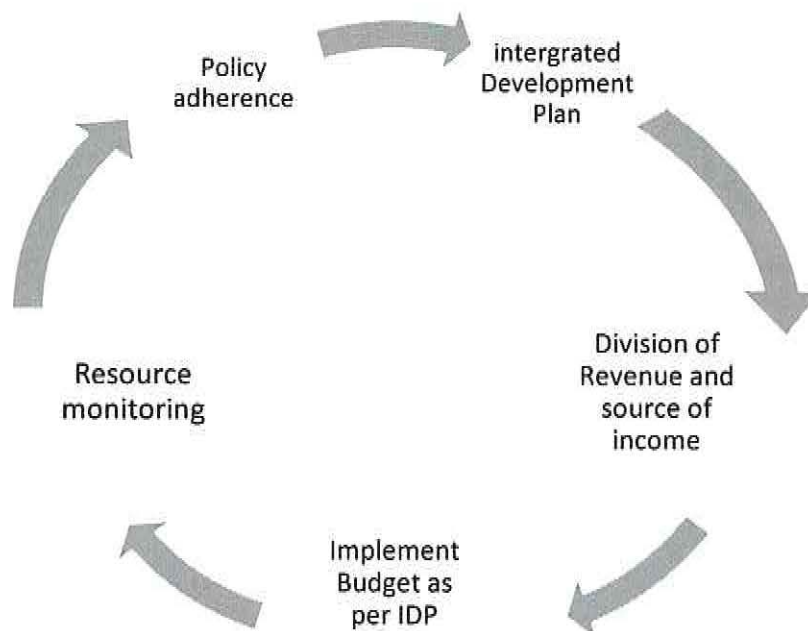 Policy
adherence
intergrated
Development
Plan
Division of
Revenue and
source of
income
Implement
Budget as
per IDP
Resource
monitoring